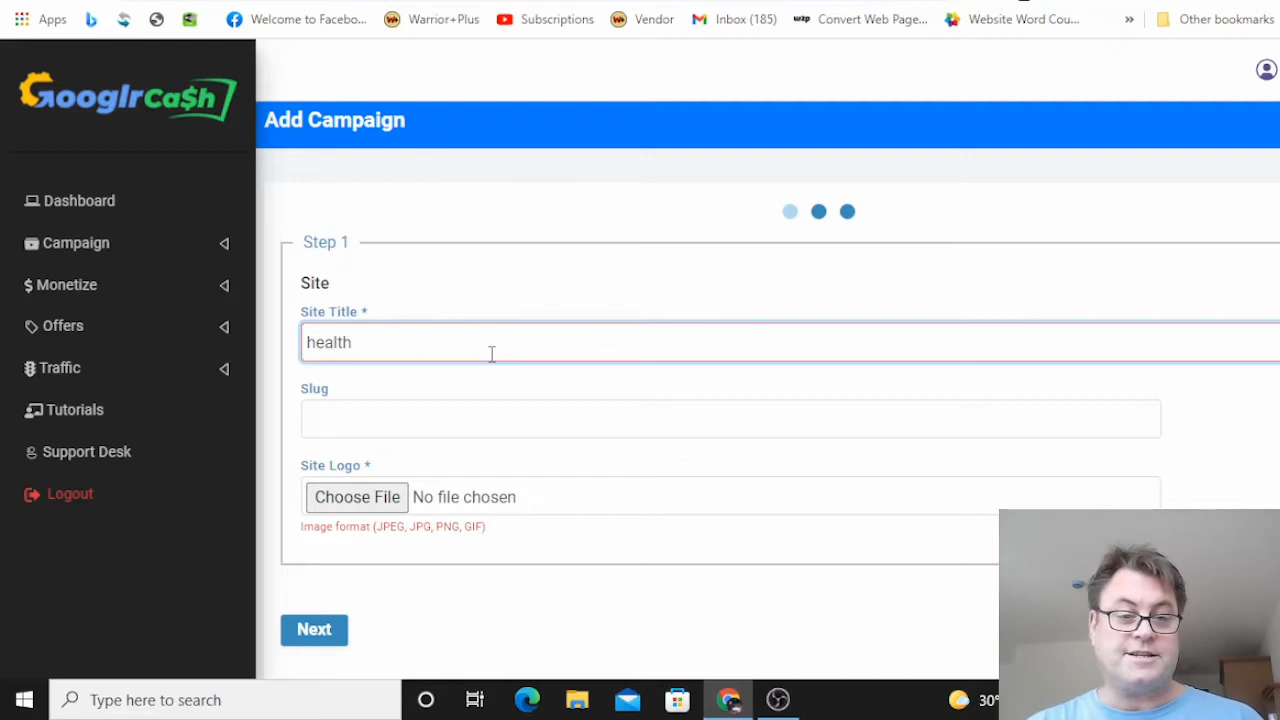 Apps Welcome to Facebo... Warrior+Plus Subscriptions Vendor Inbox (185) Convert Web Page... Website Word Cou... » Other bookmarks
GooglrCa$h
Add Campaign
Dashboard
Campaign
Monetize
Offers
Traffic
Tutorials
Support Desk
Logout
Step 1
Site
Site Title *
health
Slug
Site Logo *
Choose File No file chosen
Image format (JPEG, JPG, PNG, GIF)
Next
Type here to search
30°